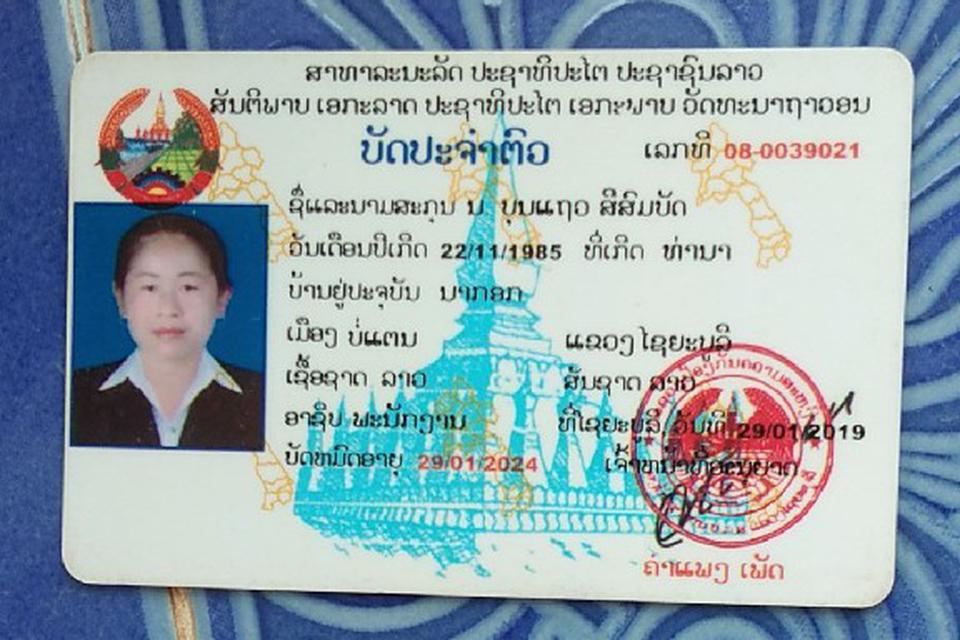 ສາທາລະນະລັດ ປະຊາທິປະໄຕ ປະຊາຊົນລາວ
ສັນຕິພາບ ເອກະລາດ ປະຊາທິປະໄຕ ເອກະພາບ ວັດທະນາຖາວອນ
ບັດປະຈຳຕົວ ເລກທີ 08-0039021
ຊື່ແລະນາມສະກຸນ ນ ບຸນແຖວ ສີສົມບັດ
ວັນເດືອນປີເກີດ 22/11/1985 ທີ່ເກີດ ທ່ານາ
ບ້ານຢູ່ປະຈຸບັນ ນາກອກ
ເມືອງ ບໍ່ແຕນ ແຂວງ ໄຊຍະບູລີ
ເຊື້ອຊາດ ລາວ ສັນຊາດ ລາວ
ອາຊີບ ພະນັກງານ ທີ່ໄຊຍະບູລີ, ວັນທີ 29/01/2019
ບັດຫມົດອາຍຸ 29/01/2024 ເຈົ້າຫນ້າທີ່ອະນຸຍາດ
ຄຳແພງ ເພັດ